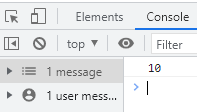 Elements Console
top Filter
1 message 10
1 user mess...